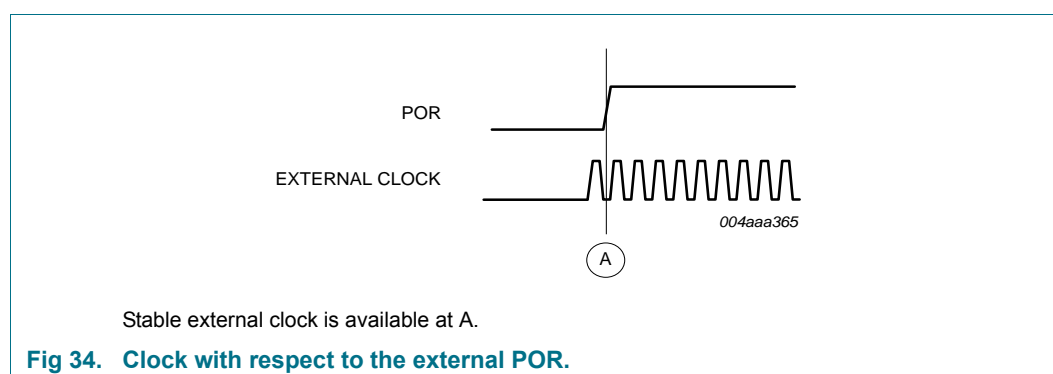 POR
EXTERNAL CLOCK
004aaa365
A
Stable external clock is available at A.
Fig 34. Clock with respect to the external POR.